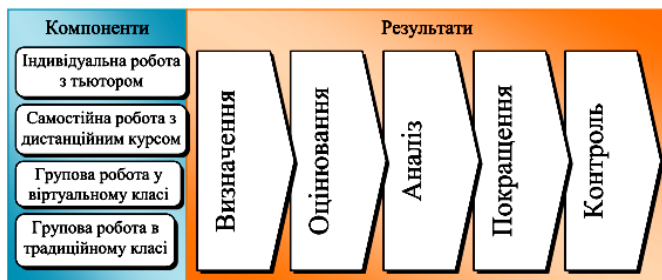 Компоненти
Індивідуальна робота
з тьютором
Самостійна робота з
дистанційним курсом
Групова робота у
віртуальному класі
Групова робота в
традиційному класі
Результати
Визначення
Оцінювання
Аналіз
Покращення
Контроль